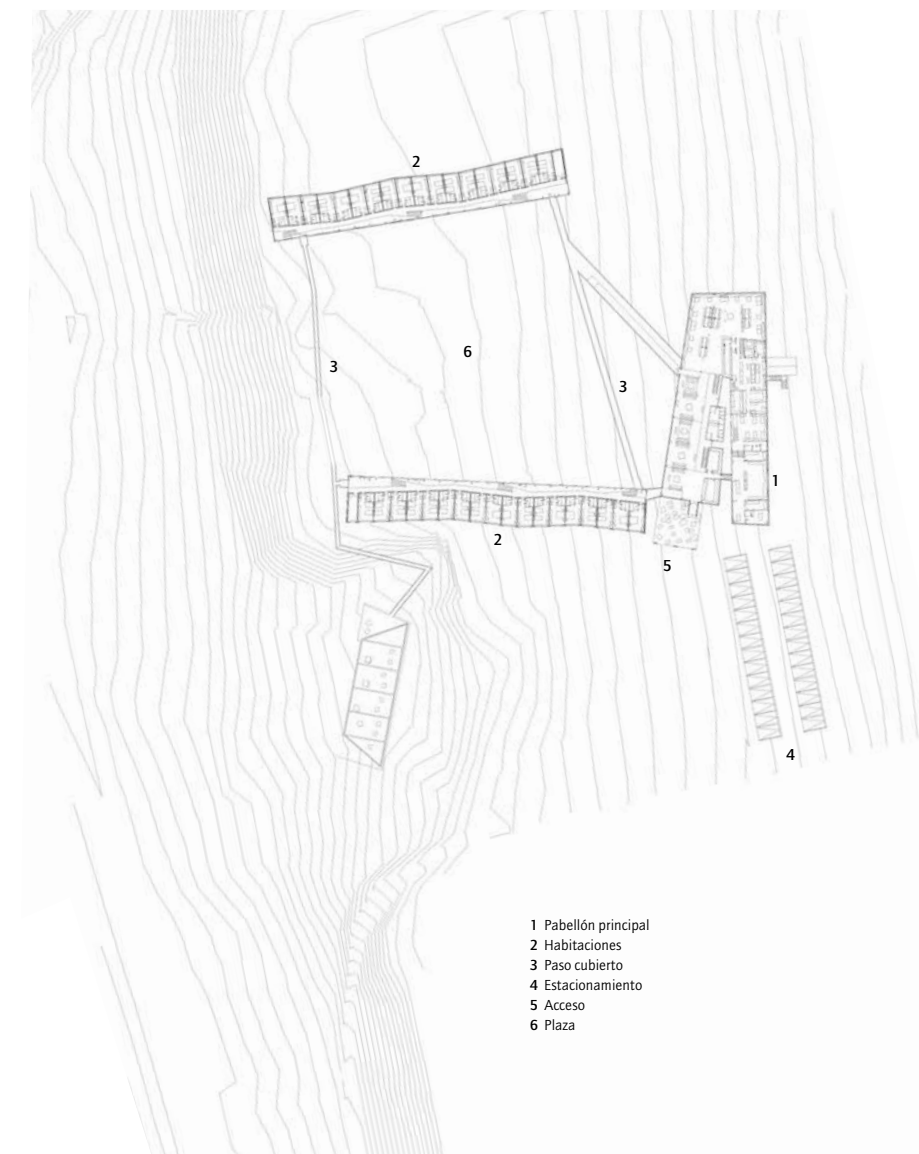 2
3
6
3
1
2
5
4
1 Pabellón principal
2 Habitaciones
3 Paso cubierto
4 Estacionamiento
5 Acceso
6 Plaza